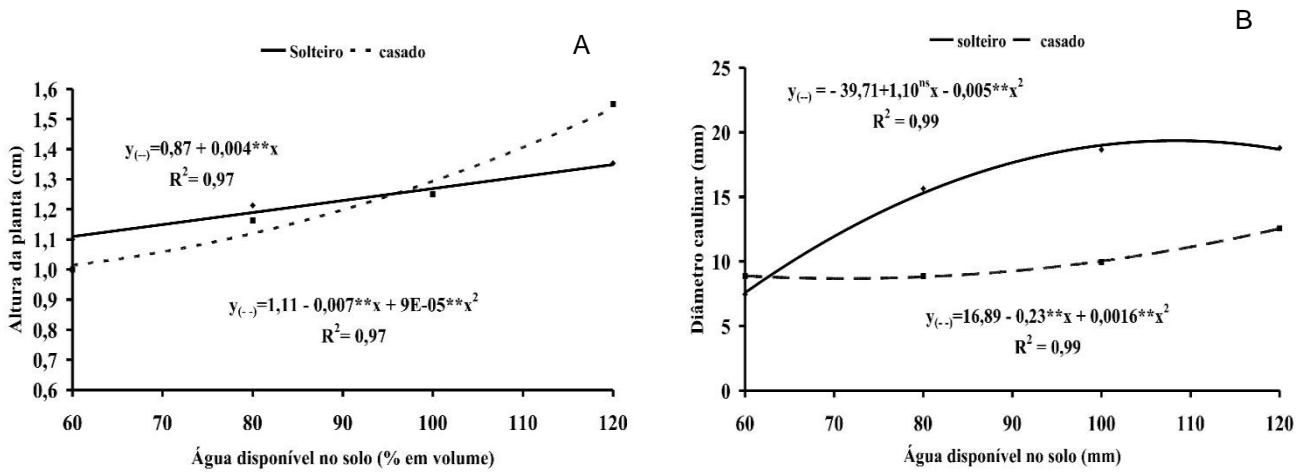 A
Solteiro casado
Altura da planta (cm)
1,6
1,5
1,4
1,3
1,2
1,1
1,0
0,9
0,8
0,7
0,6
y(--)=0,87 + 0,004**x
R²= 0,97
y(- -)=1,11 - 0,007**x + 9E-05**x²
R²= 0,97
60 70 80 90 100 110 120
Água disponível no solo (% em volume)
B
solteiro casado
Diâmetro caulinar (mm)
25
20
15
10
5
0
y(--) = - 39,71+1,10ⁿˢx - 0,005**x²
R² = 0,99
y(- -)=16,89 - 0,23**x + 0,0016**x²
R² = 0,99
60 70 80 90 100 110 120
Água disponível no solo (mm)